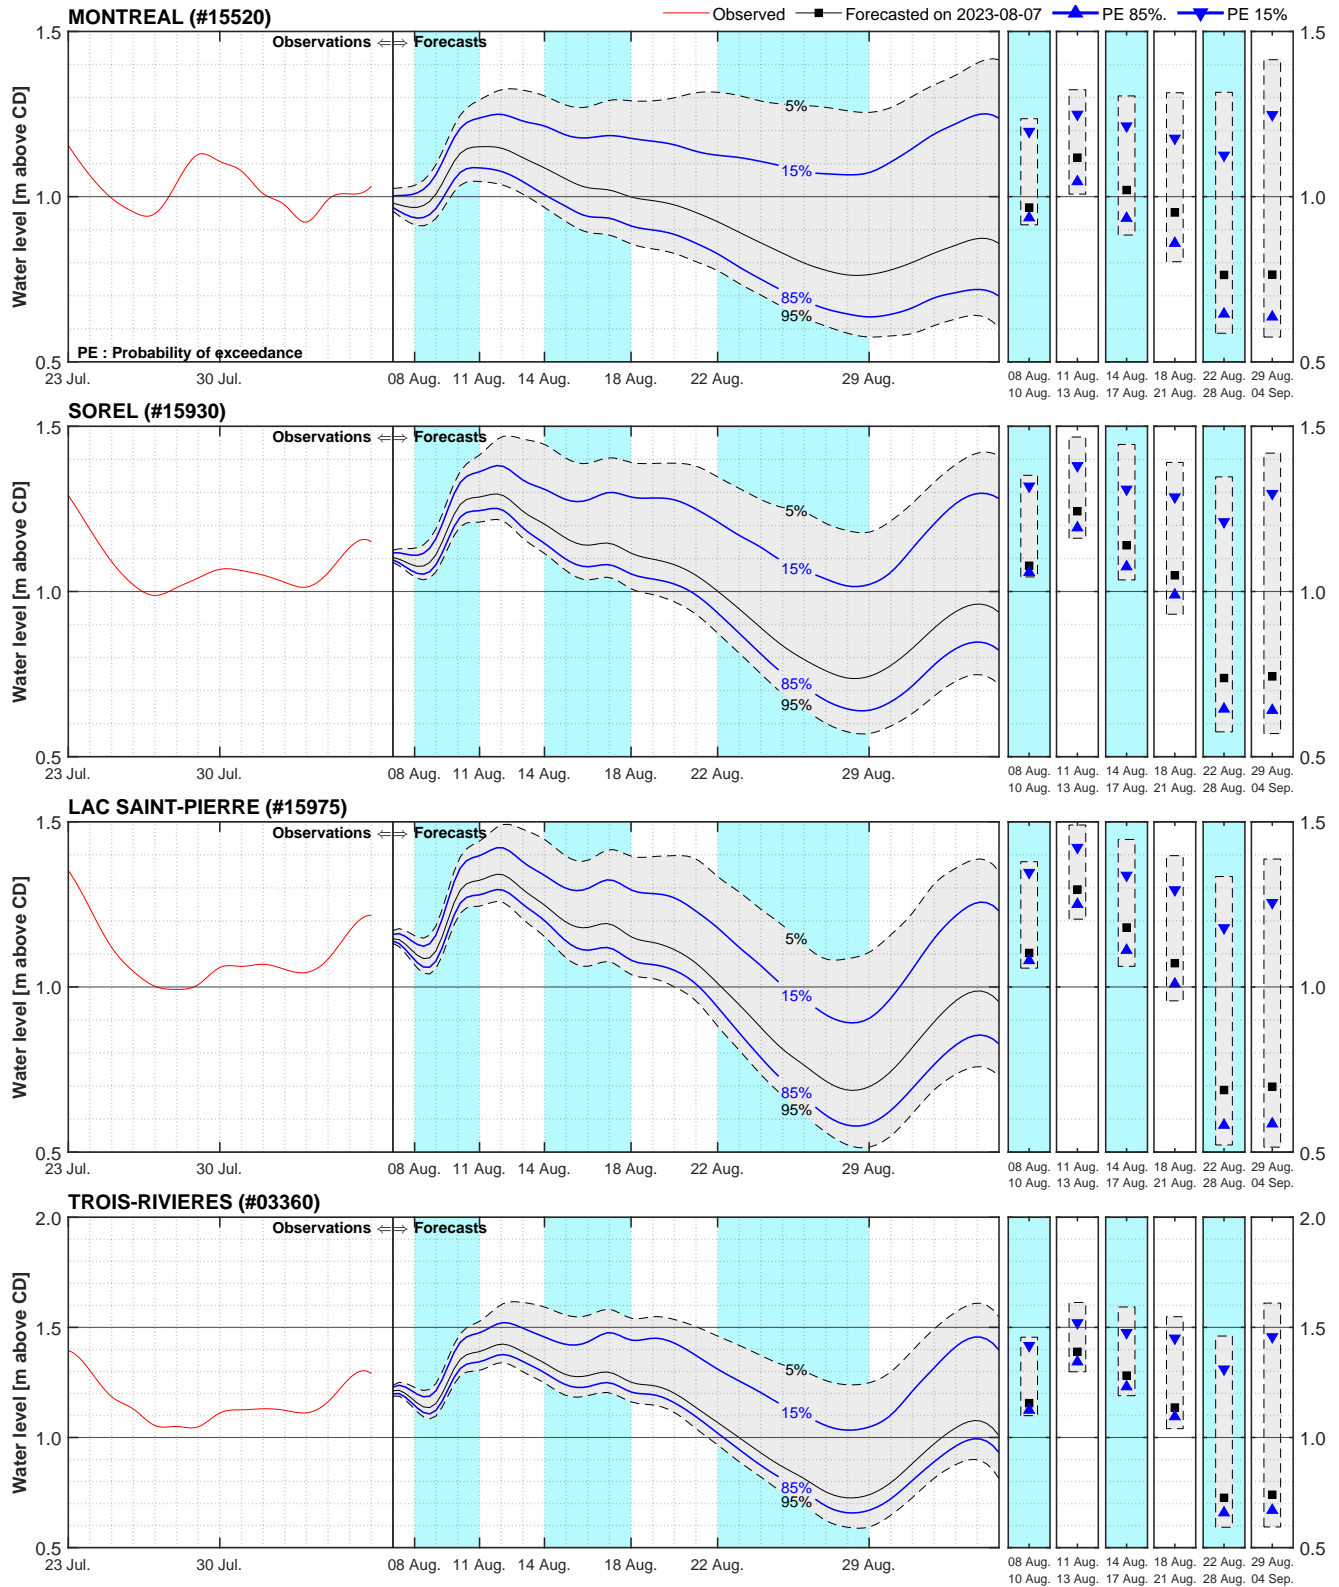 MONTREAL (#15520)
Observed
Forecasted on 2023-08-07
PE 85%.
PE 15%
Observations ⇐⇒ Forecasts
Water level [m above CD]
1.5
1.0
0.5
5%
15%
85%
95%
PE : Probability of exceedance
1.5
1.0
0.5
23 Jul. 30 Jul. 08 Aug. 11 Aug. 14 Aug. 18 Aug. 22 Aug. 29 Aug.
08 Aug. 11 Aug. 14 Aug. 18 Aug. 22 Aug. 29 Aug.
10 Aug. 13 Aug. 17 Aug. 21 Aug. 28 Aug. 04 Sep.
SOREL (#15930)
Observations ⇐⇒ Forecasts
Water level [m above CD]
1.5
1.0
0.5
5%
15%
85%
95%
1.5
1.0
0.5
23 Jul. 30 Jul. 08 Aug. 11 Aug. 14 Aug. 18 Aug. 22 Aug. 29 Aug.
08 Aug. 11 Aug. 14 Aug. 18 Aug. 22 Aug. 29 Aug.
10 Aug. 13 Aug. 17 Aug. 21 Aug. 28 Aug. 04 Sep.
LAC SAINT-PIERRE (#15975)
Observations ⇐⇒ Forecasts
Water level [m above CD]
1.5
1.0
0.5
5%
15%
85%
95%
1.5
1.0
0.5
23 Jul. 30 Jul. 08 Aug. 11 Aug. 14 Aug. 18 Aug. 22 Aug. 29 Aug.
08 Aug. 11 Aug. 14 Aug. 18 Aug. 22 Aug. 29 Aug.
10 Aug. 13 Aug. 17 Aug. 21 Aug. 28 Aug. 04 Sep.
TROIS-RIVIERES (#03360)
Observations ⇐⇒ Forecasts
Water level [m above CD]
2.0
1.5
1.0
0.5
5%
15%
85%
95%
2.0
1.5
1.0
0.5
23 Jul. 30 Jul. 08 Aug. 11 Aug. 14 Aug. 18 Aug. 22 Aug. 29 Aug.
08 Aug. 11 Aug. 14 Aug. 18 Aug. 22 Aug. 29 Aug.
10 Aug. 13 Aug. 17 Aug. 21 Aug. 28 Aug. 04 Sep.